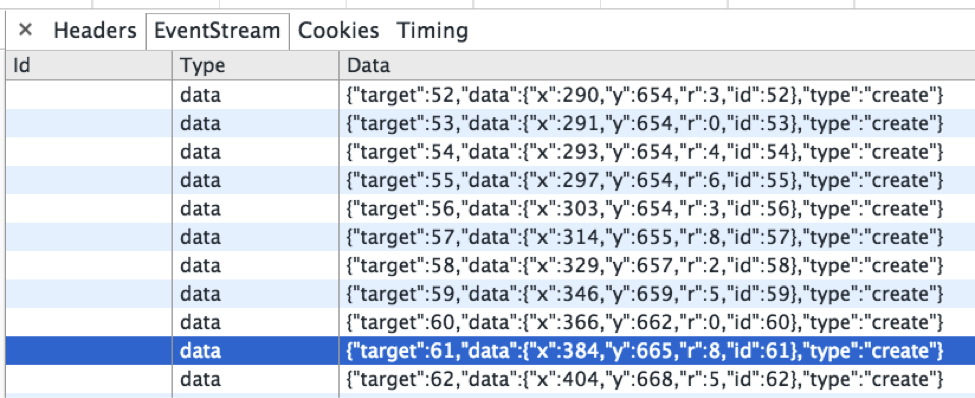 × Headers EventStream Cookies Timing
Id Type Data
data {"target":52,"data":{"x":290,"y":654,"r":3,"id":52},"type":"create"}
data {"target":53,"data":{"x":291,"y":654,"r":0,"id":53},"type":"create"}
data {"target":54,"data":{"x":293,"y":654,"r":4,"id":54},"type":"create"}
data {"target":55,"data":{"x":297,"y":654,"r":6,"id":55},"type":"create"}
data {"target":56,"data":{"x":303,"y":654,"r":3,"id":56},"type":"create"}
data {"target":57,"data":{"x":314,"y":655,"r":8,"id":57},"type":"create"}
data {"target":58,"data":{"x":329,"y":657,"r":2,"id":58},"type":"create"}
data {"target":59,"data":{"x":346,"y":659,"r":5,"id":59},"type":"create"}
data {"target":60,"data":{"x":366,"y":662,"r":0,"id":60},"type":"create"}
data {"target":61,"data":{"x":384,"y":665,"r":8,"id":61},"type":"create"}
data {"target":62,"data":{"x":404,"y":668,"r":5,"id":62},"type":"create"}